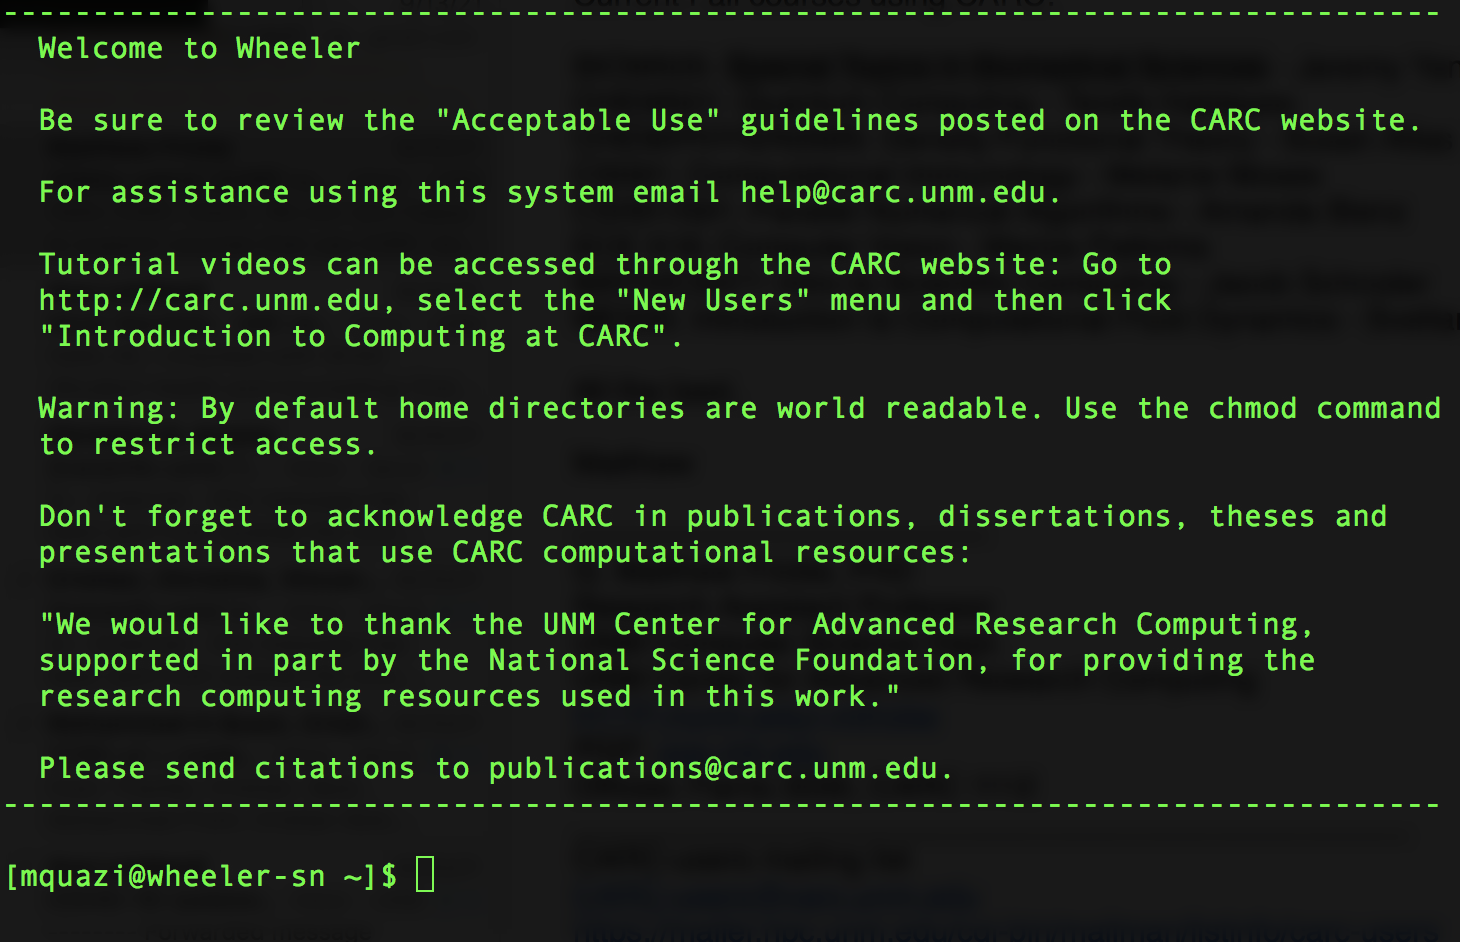 Welcome to Wheeler
Be sure to review the "Acceptable Use" guidelines posted on the CARC website.
For assistance using this system email help@carc.unm.edu.
Tutorial videos can be accessed through the CARC website: Go to
http://carc.unm.edu, select the "New Users" menu and then click
"Introduction to Computing at CARC".
Warning: By default home directories are world readable. Use the chmod command
to restrict access.
Don't forget to acknowledge CARC in publications, dissertations, theses and
presentations that use CARC computational resources:
"We would like to thank the UNM Center for Advanced Research Computing,
supported in part by the National Science Foundation, for providing the
research computing resources used in this work."
Please send citations to publications@carc.unm.edu.
[mquazi@wheeler-sn ~]$